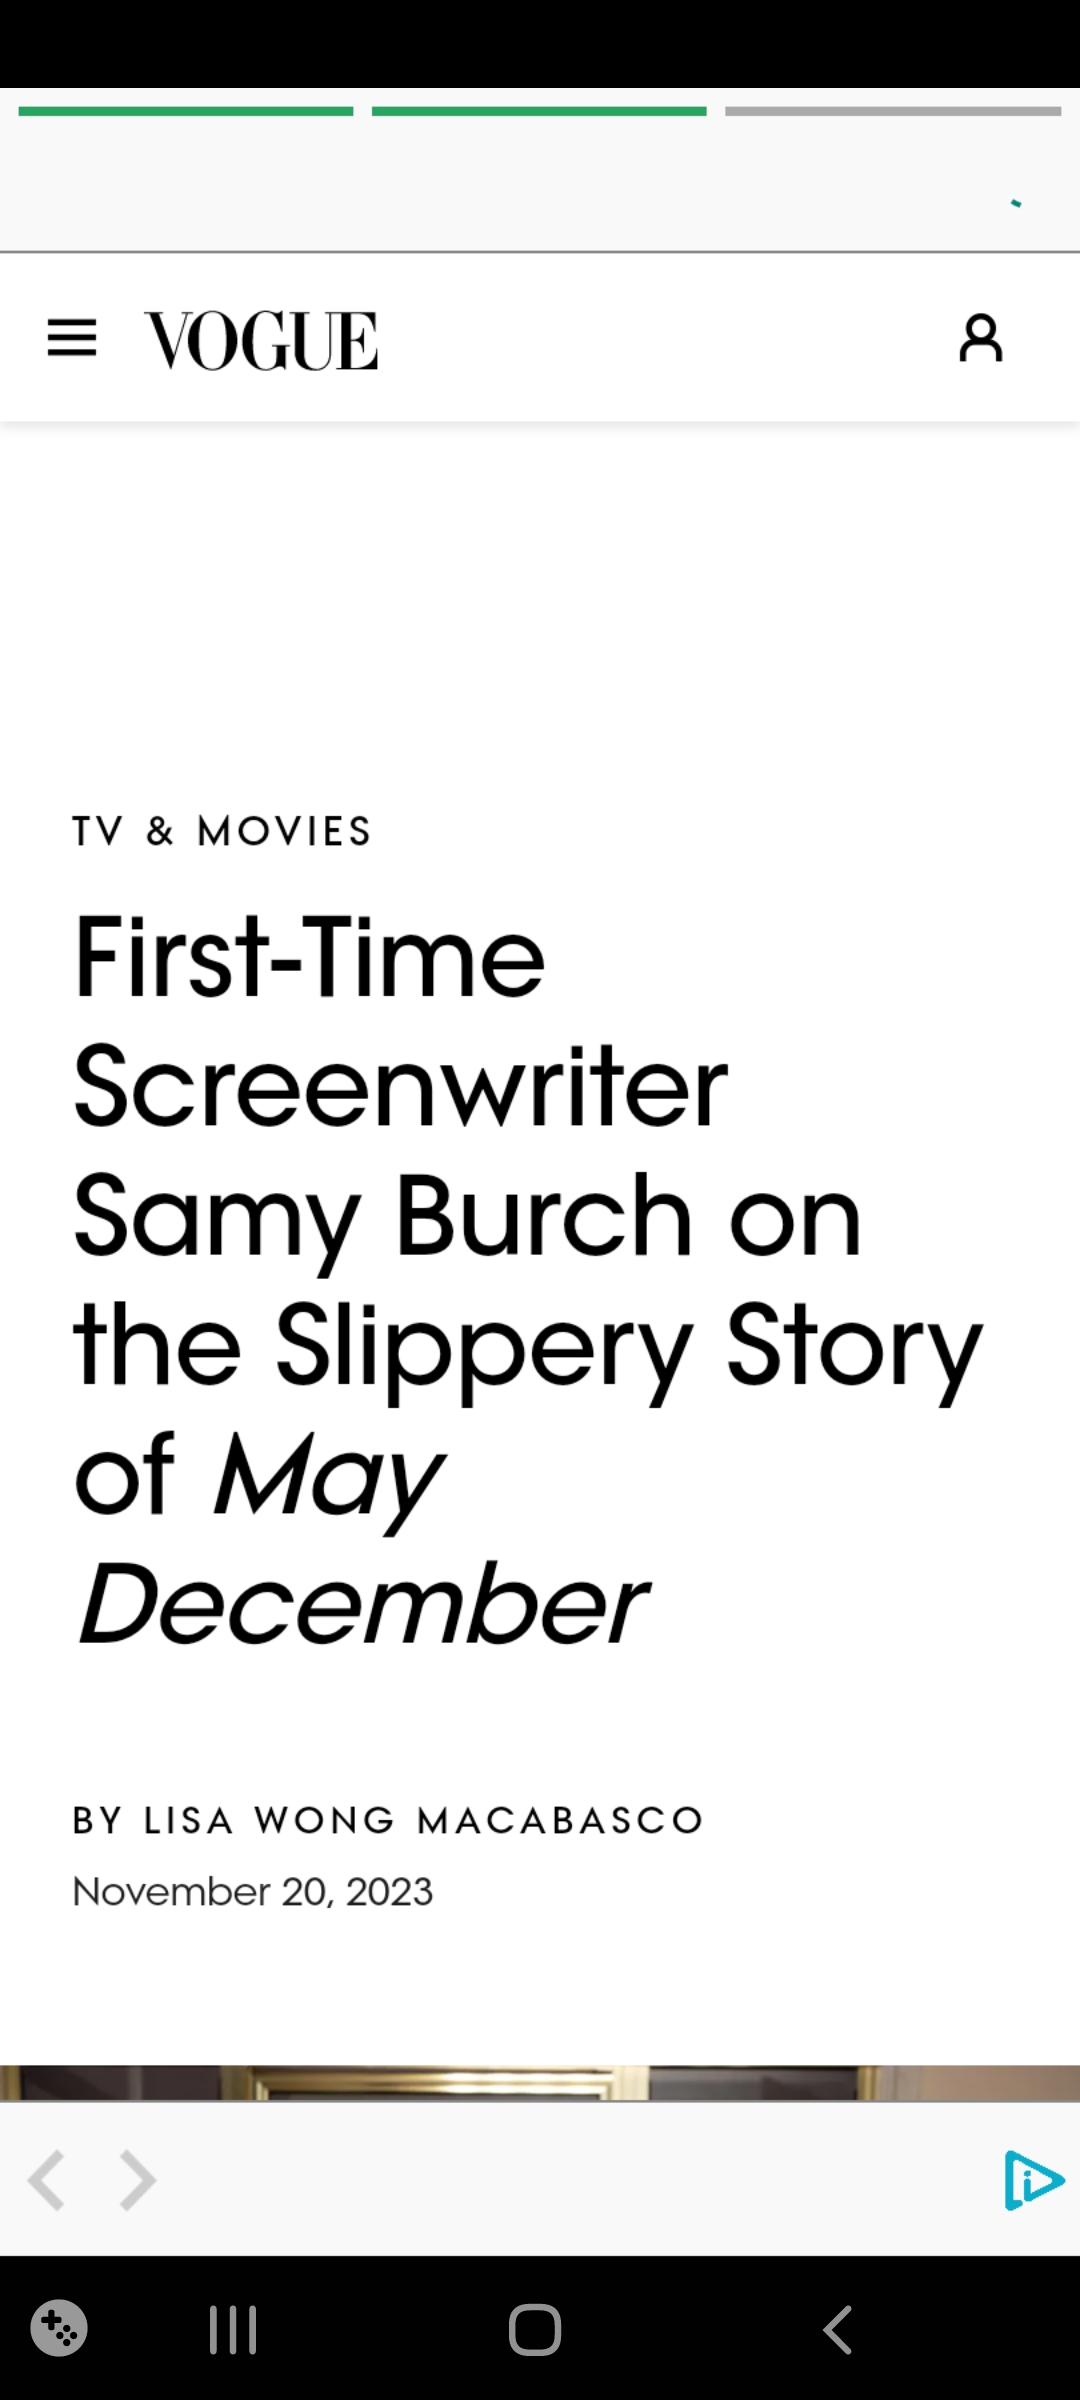 VOGUE
TV & MOVIES
First-Time
Screenwriter
Samy Burch on
the Slippery Story
of May
December
BY LISA WONG MACABASCO
November 20, 2023